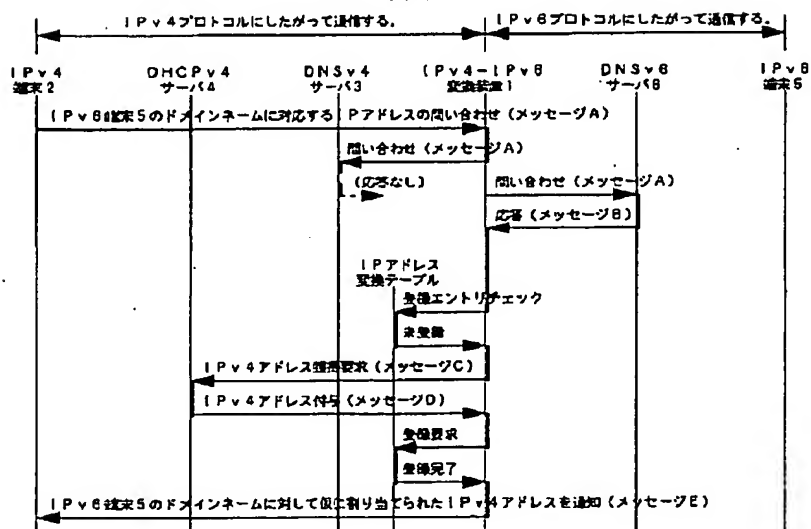 IPv4プロトコルにしたがって通信する。
IPv6プロトコルにしたがって通信する。
IPv4 DHCPv4 DNSv4 IPv4-IPv6 DNSv6 IPv6
端末2 サーバ4 サーバ3 変換装置1 サーバ6 端末5
IPv6端末5のドメインネームに対応するIPアドレスの問い合わせ(メッセージA)
問い合わせ(メッセージA)
(応答なし)
問い合わせ(メッセージA)
応答(メッセージB)
IPアドレス
変換テーブル
登録エントリチェック
未登録
IPv4アドレス獲得要求(メッセージC)
IPv4アドレス付与(メッセージD)
登録要求
登録完了
IPv6端末5のドメインネームに対して仮に割り当てられたIPv4アドレスを通知(メッセージE)